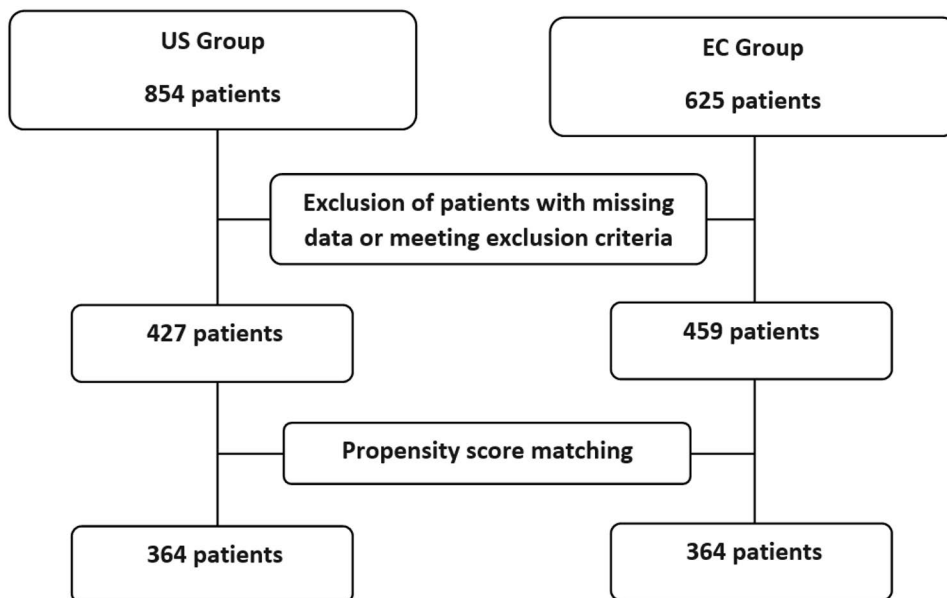 US Group
854 patients
EC Group
625 patients
Exclusion of patients with missing
data or meeting exclusion criteria
427 patients
459 patients
Propensity score matching
364 patients
364 patients